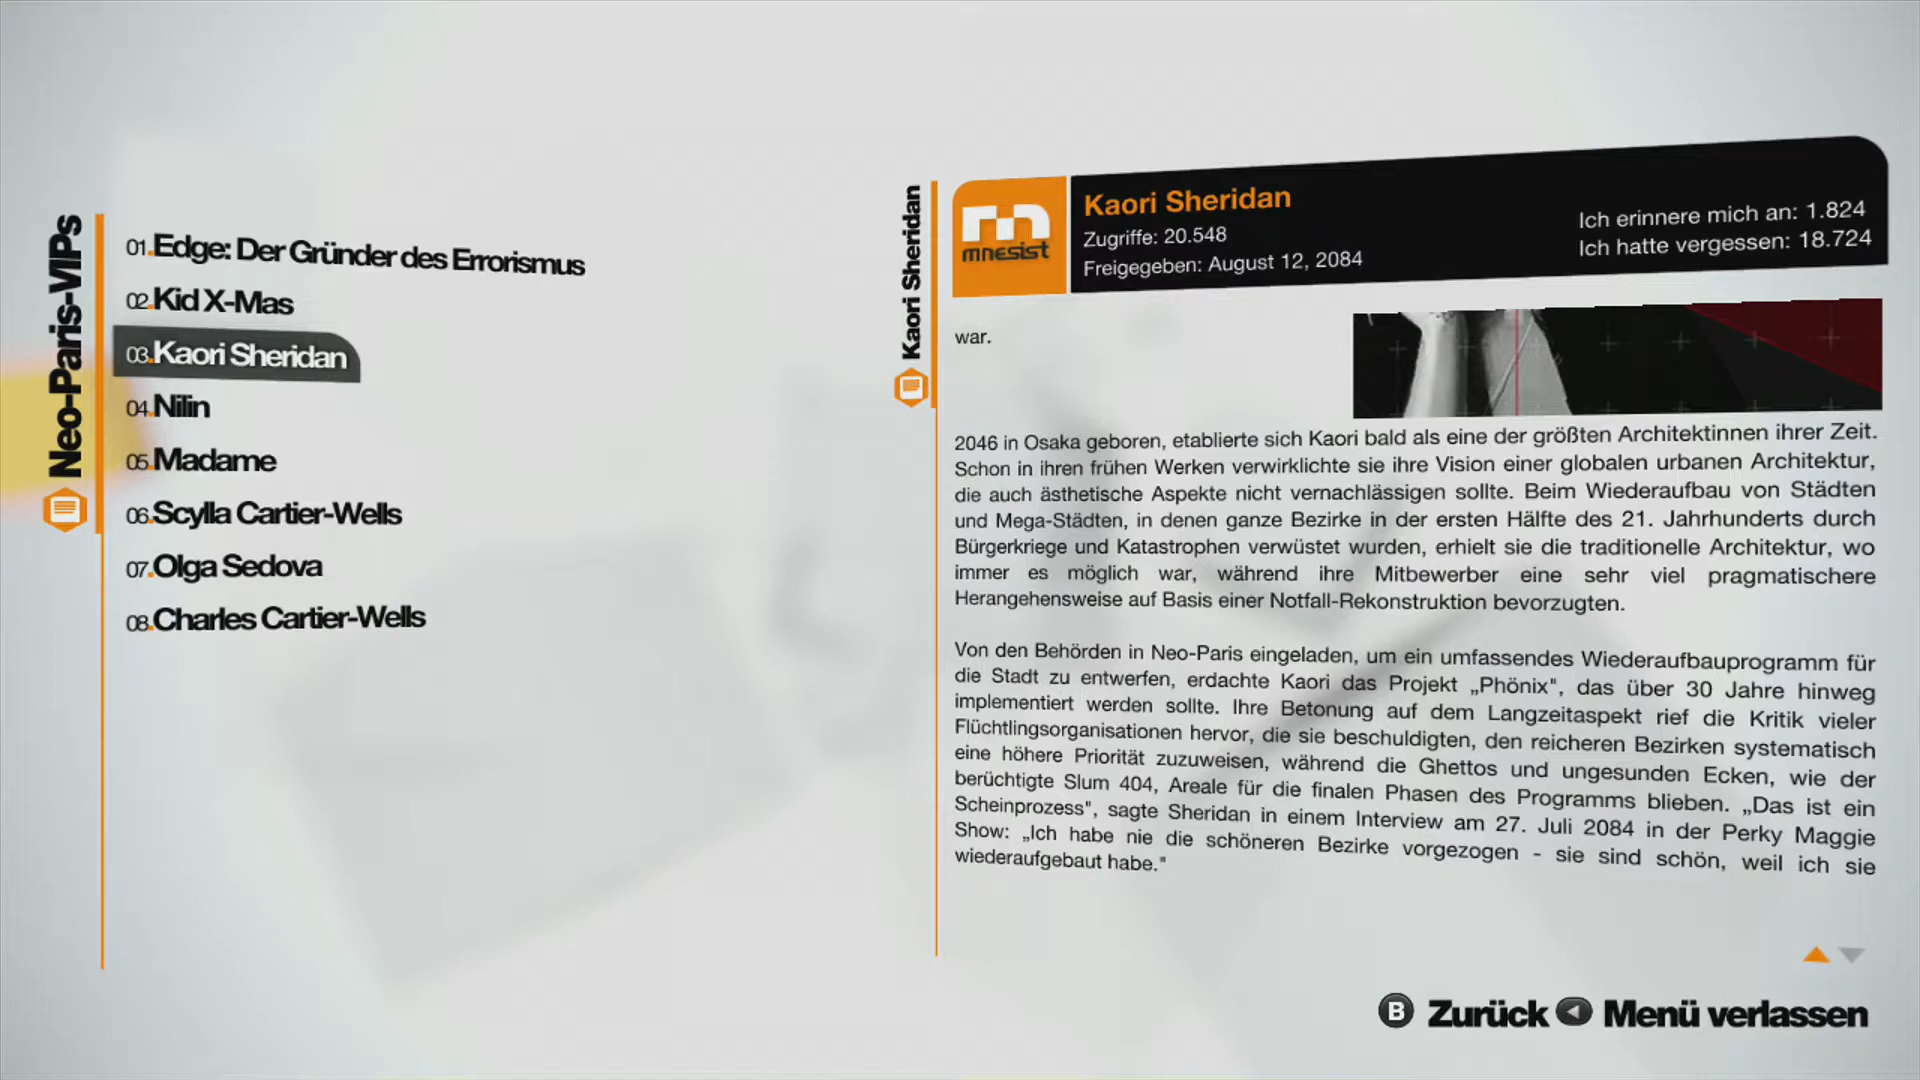 Neo-Paris-VIPs
01.Edge: Der Gründer des Errorismus
02.Kid X-Mas
03.Kaori Sheridan
04.Nilin
05.Madame
06.Scylla Cartier-Wells
07.Olga Sedova
08.Charles Cartier-Wells
Kaori Sheridan
mnesist
Kaori Sheridan
Zugriffe: 20.548
Freigegeben: August 12, 2084
Ich erinnere mich an: 1.824
Ich hatte vergessen: 18.724
war.
2046 in Osaka geboren, etablierte sich Kaori bald als eine der größten Architektinnen ihrer Zeit.
Schon in ihren frühen Werken verwirklichte sie ihre Vision einer globalen urbanen Architektur,
die auch ästhetische Aspekte nicht vernachlässigen sollte. Beim Wiederaufbau von Städten
und Mega-Städten, in denen ganze Bezirke in der ersten Hälfte des 21. Jahrhunderts durch
Bürgerkriege und Katastrophen verwüstet wurden, erhielt sie die traditionelle Architektur, wo
immer es möglich war, während ihre Mitbewerber eine sehr viel pragmatischere
Herangehensweise auf Basis einer Notfall-Rekonstruktion bevorzugten.
Von den Behörden in Neo-Paris eingeladen, um ein umfassendes Wiederaufbauprogramm für
die Stadt zu entwerfen, erdachte Kaori das Projekt „Phönix", das über 30 Jahre hinweg
implementiert werden sollte. Ihre Betonung auf dem Langzeitaspekt rief die Kritik vieler
Flüchtlingsorganisationen hervor, die sie beschuldigten, den reicheren Bezirken systematisch
eine höhere Priorität zuzuweisen, während die Ghettos und ungesunden Ecken, wie der
berüchtigte Slum 404, Areale für die finalen Phasen des Programms blieben. „Das ist ein
Scheinprozess", sagte Sheridan in einem Interview am 27. Juli 2084 in der Perky Maggie
Show: „Ich habe nie die schöneren Bezirke vorgezogen - sie sind schön, weil ich sie
wiederaufgebaut habe."
B Zurück Menü verlassen